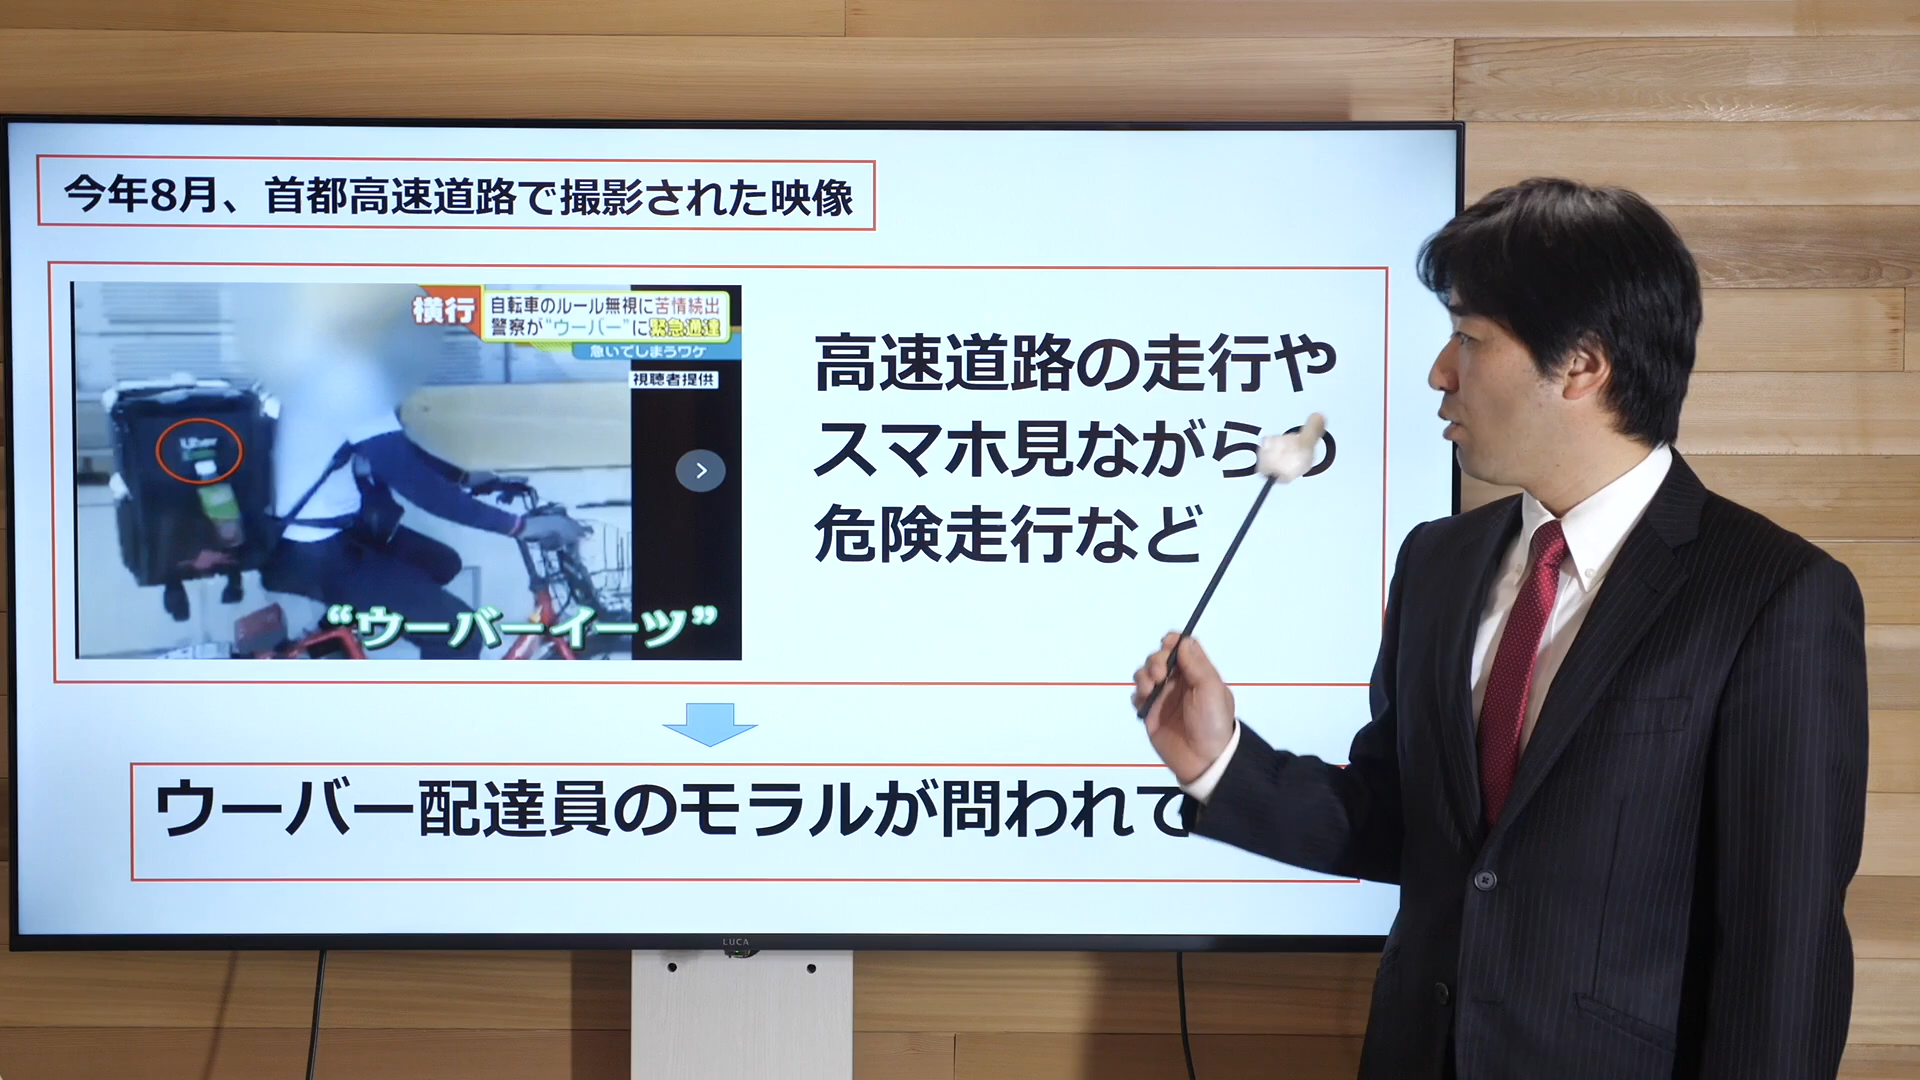 今年8月、首都高速道路で撮影された映像
横行
自転車のルール無視に苦情続出
警察が“ウーバー”に緊急通達
急いでしまうワケ
視聴者提供
Uber
“ウーバーイーツ”
高速道路の走行や
スマホ見ながらの
危険走行など
ウーバー配達員のモラルが問われて
LUCA